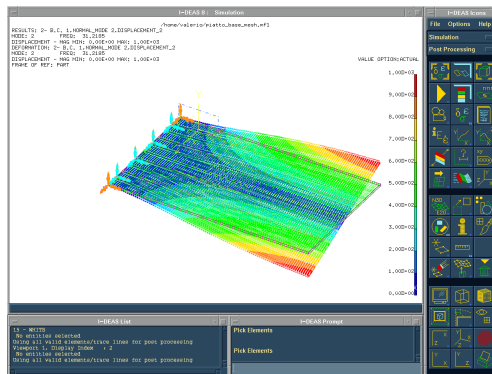 I-DEAS 8 : Simulation
/home/valerio/piatto_base_mesh.mf1
RESULTS: 2- B.C. 1,NORMAL_MODE 2,DISPLACEMENT_2
MODE: 2 FREQ: 31.2185
DISPLACEMENT - MAG MIN: 0.00E+00 MAX: 1.00E+03
DEFORMATION: 2- B.C. 1,NORMAL_MODE 2,DISPLACEMENT_2
MODE: 2 FREQ: 31.2185
DISPLACEMENT - MAG MIN: 0.00E+00 MAX: 1.00E+03
FRAME OF REF: PART
VALUE OPTION:ACTUAL
1.00E+03
9.00E+02
8.00E+02
7.00E+02
6.00E+02
5.00E+02
4.00E+02
3.00E+02
2.00E+02
1.00E+02
0.00E+00
I-DEAS Icons
File Options Help
Simulation
Post Processing
I-DEAS List
15 - WHITE
No entities selected
Using all valid elements/trace lines for post processing
Viewport 1, Display Index : 2
No entities selected
Using all valid elements/trace lines for post processing
I-DEAS Prompt
Pick Elements
Pick Elements